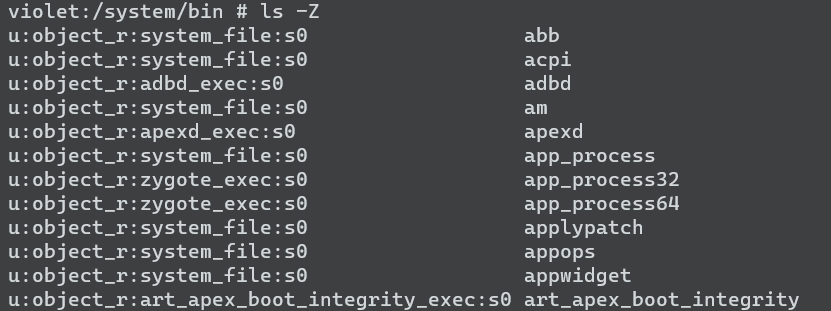 violet:/system/bin # ls -Z
u:object_r:system_file:s0 abb
u:object_r:system_file:s0 acpi
u:object_r:adbd_exec:s0 adbd
u:object_r:system_file:s0 am
u:object_r:apexd_exec:s0 apexd
u:object_r:system_file:s0 app_process
u:object_r:zygote_exec:s0 app_process32
u:object_r:zygote_exec:s0 app_process64
u:object_r:system_file:s0 applypatch
u:object_r:system_file:s0 appops
u:object_r:system_file:s0 appwidget
u:object_r:art_apex_boot_integrity_exec:s0 art_apex_boot_integrity